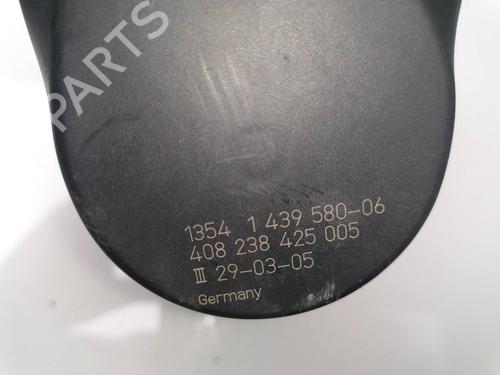 PARTS
1354 1 439 580-06
408 238 425 005
III 29-03-05
Germany